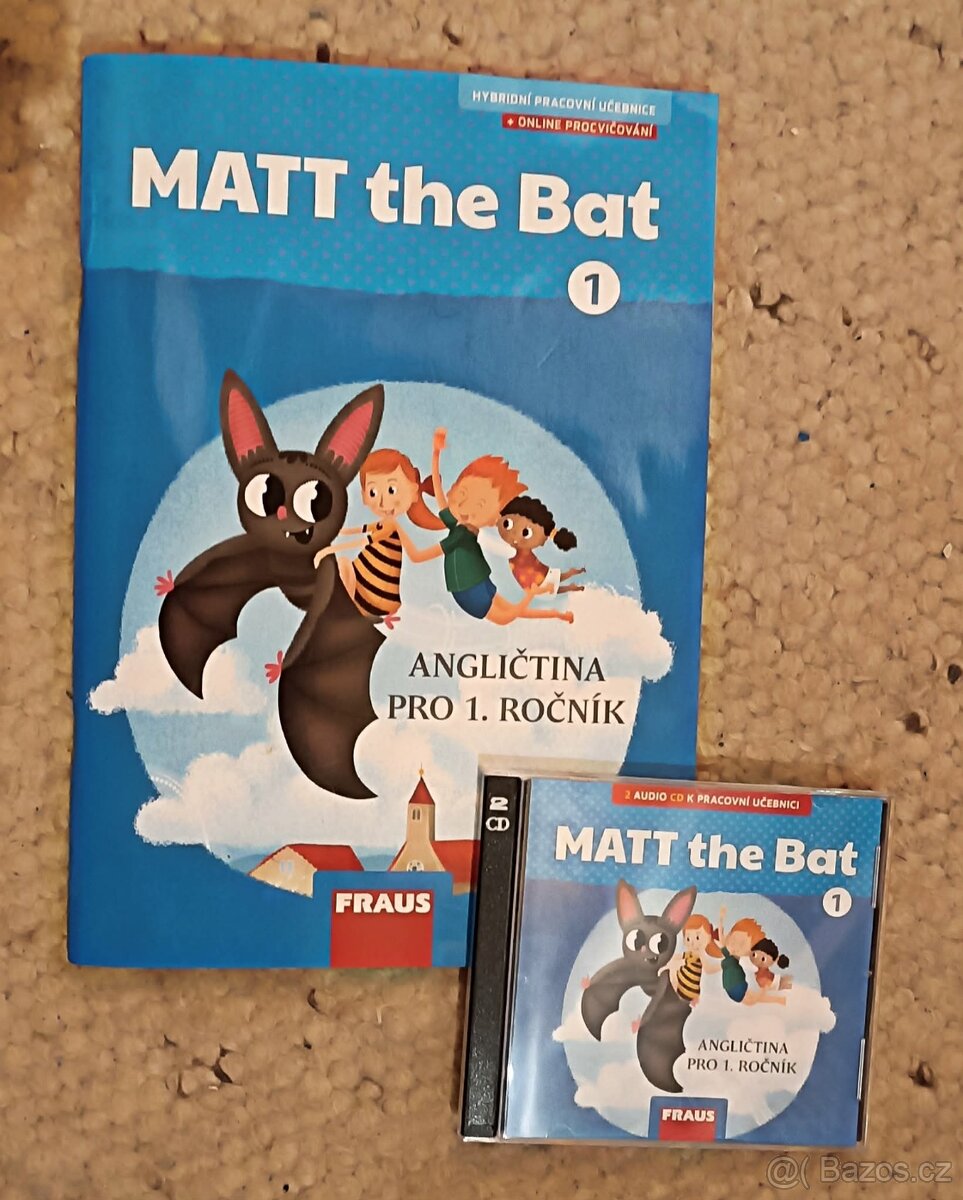 HYBRIDNÍ PRACOVNÍ UČEBNICE
+ ONLINE PROCVIČOVÁNÍ
MATT the Bat
1
ANGLIČTINA
PRO 1. ROČNÍK
FRAUS
2
CD
2 AUDIO CD K PRACOVNÍ UČEBNICI
MATT the Bat
1
ANGLIČTINA
PRO 1. ROČNÍK
FRAUS
@( Bazos.cz